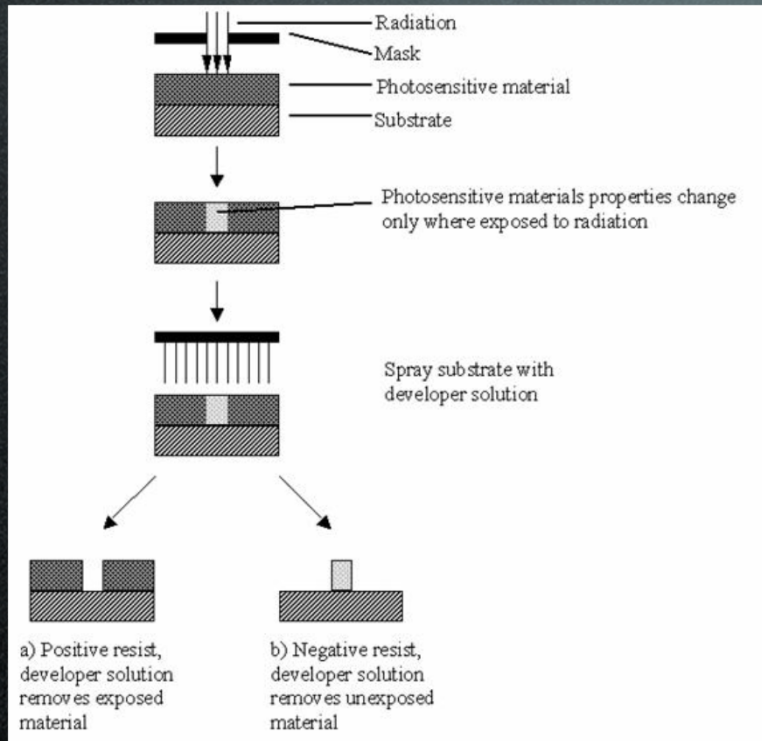 Radiation
Mask
Photosensitive material
Substrate
Photosensitive materials properties change
only where exposed to radiation
Spray substrate with
developer solution
a) Positive resist,
developer solution
removes exposed
material
b) Negative resist,
developer solution
removes unexposed
material